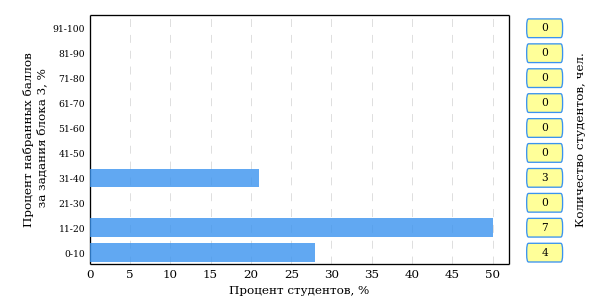 Процент набранных баллов
за задания блока 3, %
91-100 0
81-90 0
71-80 0
61-70 0
51-60 0
41-50 0
31-40 3
21-30 0
11-20 7
0-10 4
0 5 10 15 20 25 30 35 40 45 50
Процент студентов, %
Количество студентов, чел.